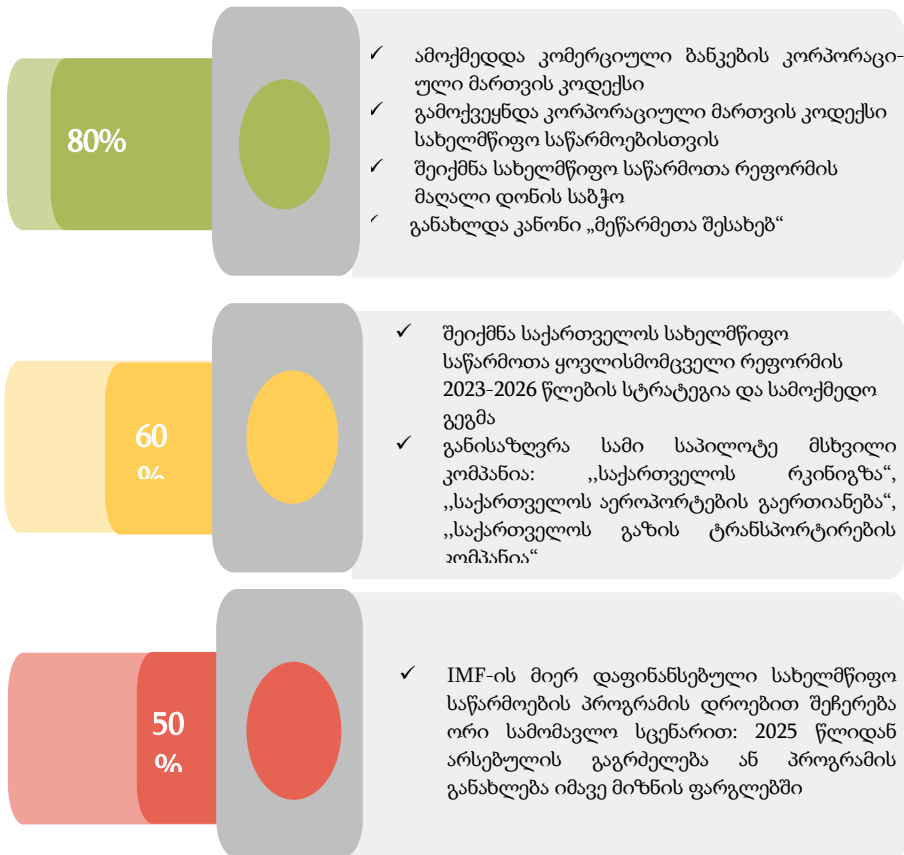 80%
✓ ამოქმედდა კომერციული ბანკების კორპორაცი-
ული მართვის კოდექსი
✓ გამოქვეყნდა კორპორაციული მართვის კოდექსი
სახელმწიფო საწარმოებისთვის
✓ შეიქმნა სახელმწიფო საწარმოთა რეფორმის
მაღალი დონის საბჭო
✓ განახლდა კანონი „მეწარმეთა შესახებ“
60
%
✓ შეიქმნა საქართველოს სახელმწიფო
საწარმოთა ყოვლისმომცველი რეფორმის
2023-2026 წლების სტრატეგია და სამოქმედო
გეგმა
✓ განისაზღვრა სამი საპილოტე მსხვილი
კომპანია: ,,საქართველოს რკინიგზა“,
,,საქართველოს აეროპორტების გაერთიანება“,
,,საქართველოს გაზის ტრანსპორტირების
კომპანია“
50
%
✓ IMF-ის მიერ დაფინანსებული სახელმწიფო
საწარმოების პროგრამის დროებით შეჩერება
ორი სამომავლო სცენარით: 2025 წლიდან
არსებულის გაგრძელება ან პროგრამის
განახლება იმავე მიზნის ფარგლებში